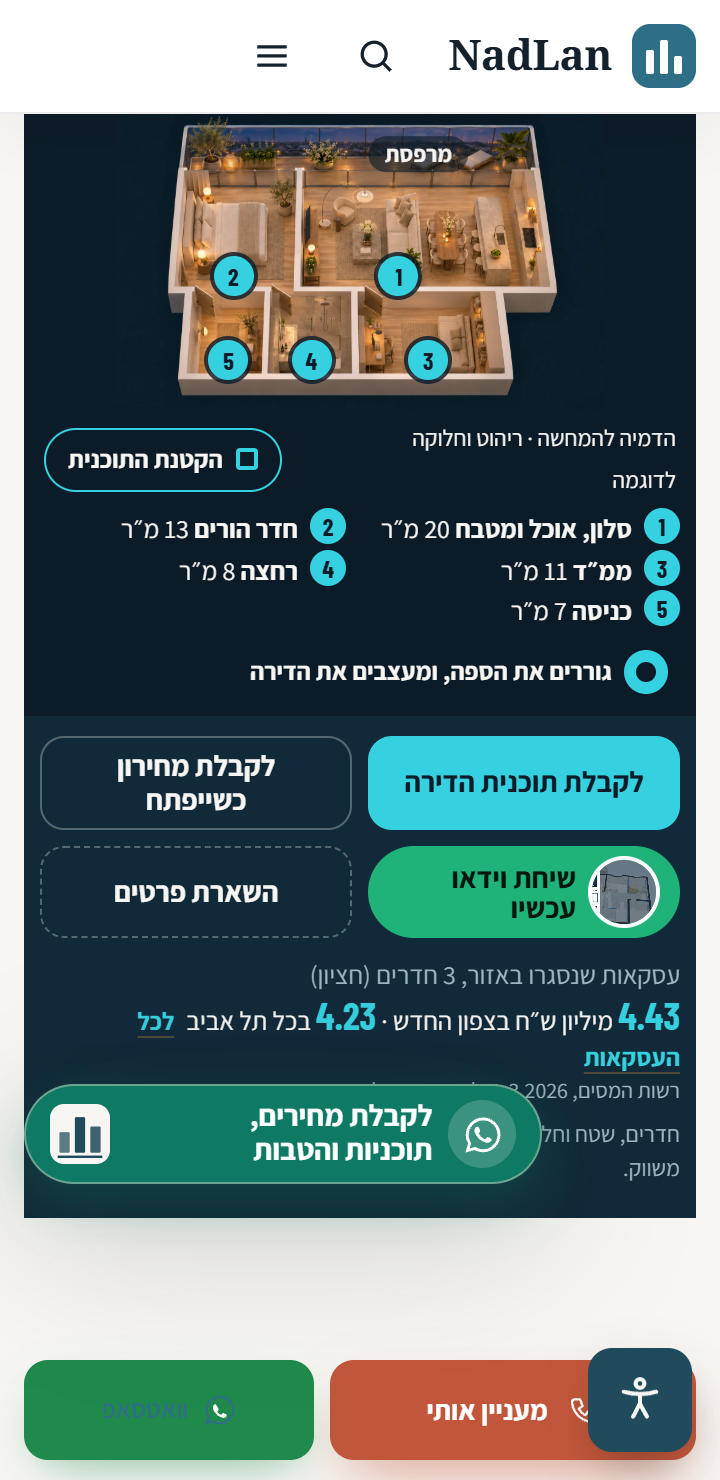 NadLan
מרפסת
2
1
5
4
3
הדמיה להמחשה · ריהוט וחלוקה
לדוגמה
הקטנת התוכנית
1 סלון, אוכל ומטבח 20 מ״ר
2 חדר הורים 13 מ״ר
3 ממ״ד 11 מ״ר
4 רחצה 8 מ״ר
5 כניסה 7 מ״ר
גוררים את הספה, ומעצבים את הדירה
לקבלת תוכנית הדירה
לקבלת מחירון
כשייפתח
שיחת וידאו
עכשיו
השארת פרטים
עסקאות שנסגרו באזור, 3 חדרים (חציון)
4.43 מיליון ש״ח בצפון החדש · 4.23 בכל תל אביב לכל
העסקאות
רשות המסים, 2026
חדרים, שטח
משווק.
לקבלת מחירים,
תוכניות והטבות
מעניין אותי
וואטסאפ